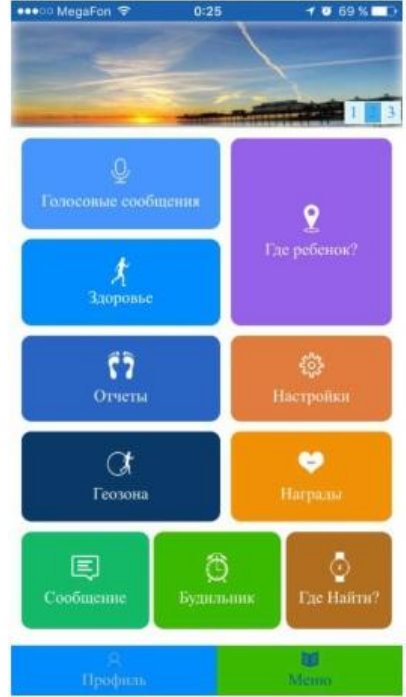 MegaFon 0:25 69 %
1 2 3
Голосовые сообщения
Где ребенок?
Здоровье
Отчеты
Настройки
Геозона
Награды
Сообщение
Будильник
Где Найти?
Профиль
Меню